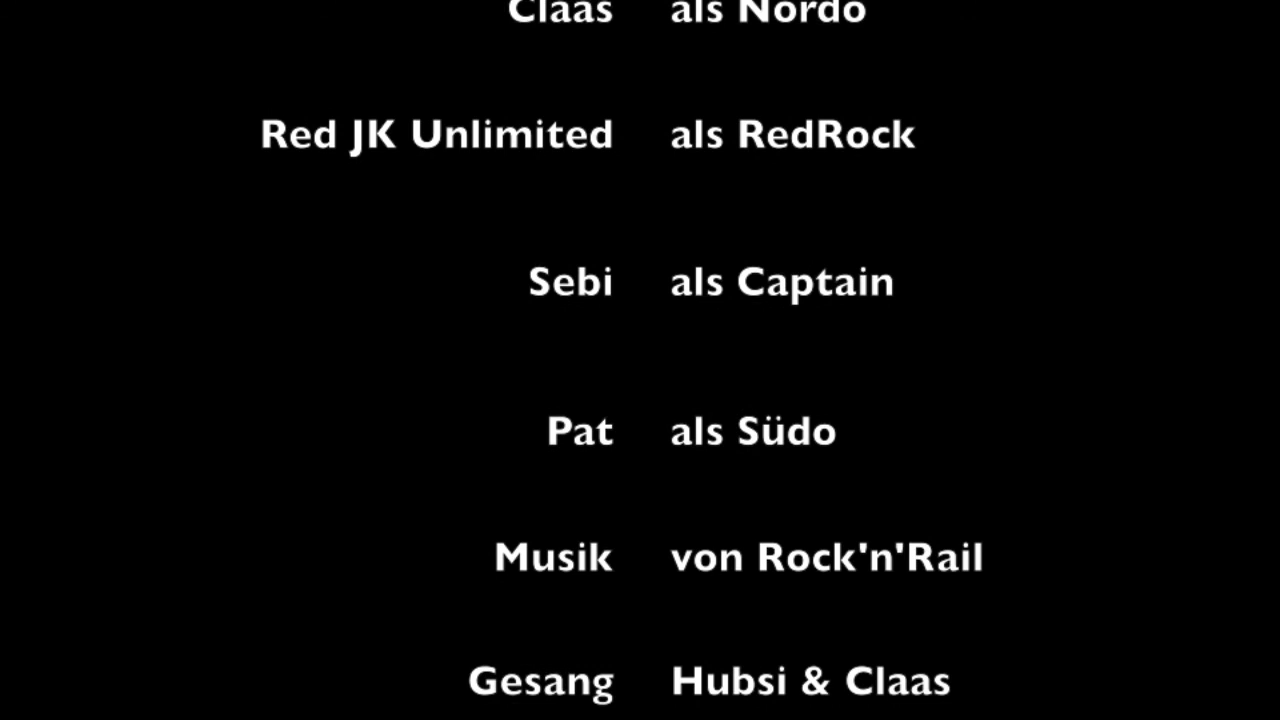 Claas als Nordo
Red JK Unlimited als RedRock
Sebi als Captain
Pat als Südo
Musik von Rock'n'Rail
Gesang Hubsi & Claas